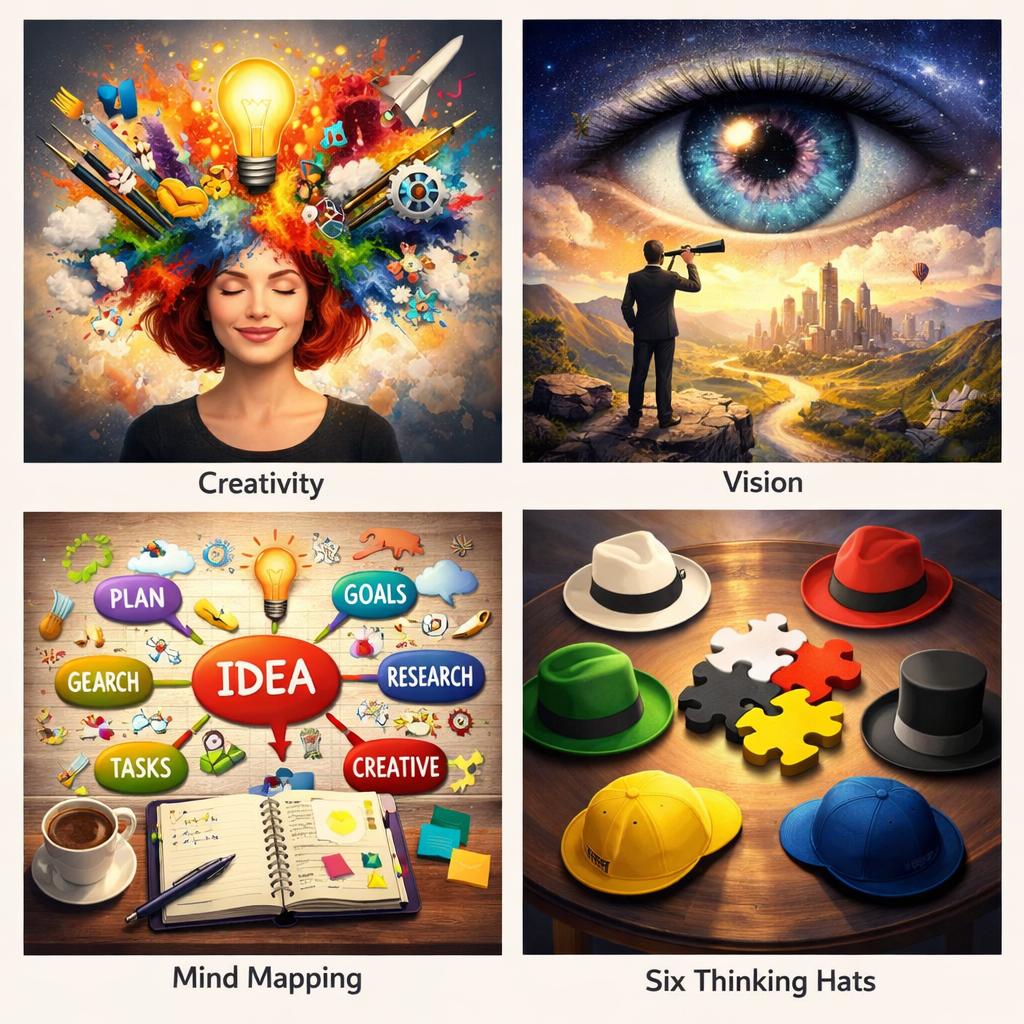 Creativity
Vision
PLAN
GOALS
GEARCH
IDEA
RESEARCH
TASKS
CREATIVE
Mind Mapping
Six Thinking Hats